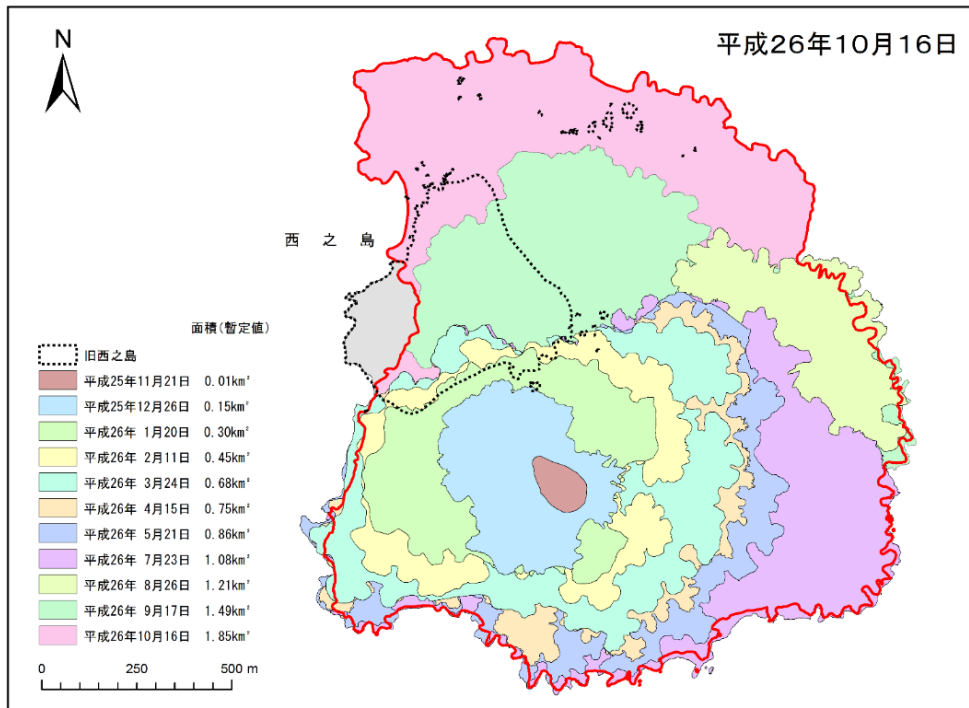 平成26年10月16日
N
西之島
面積(暫定値)
旧西之島
平成25年11月21日 0.01km²
平成25年12月26日 0.15km²
平成26年 1月20日 0.30km²
平成26年 2月11日 0.45km²
平成26年 3月24日 0.68km²
平成26年 4月15日 0.75km²
平成26年 5月21日 0.86km²
平成26年 7月23日 1.08km²
平成26年 8月26日 1.21km²
平成26年 9月17日 1.49km²
平成26年10月16日 1.85km²
0 250 500 m